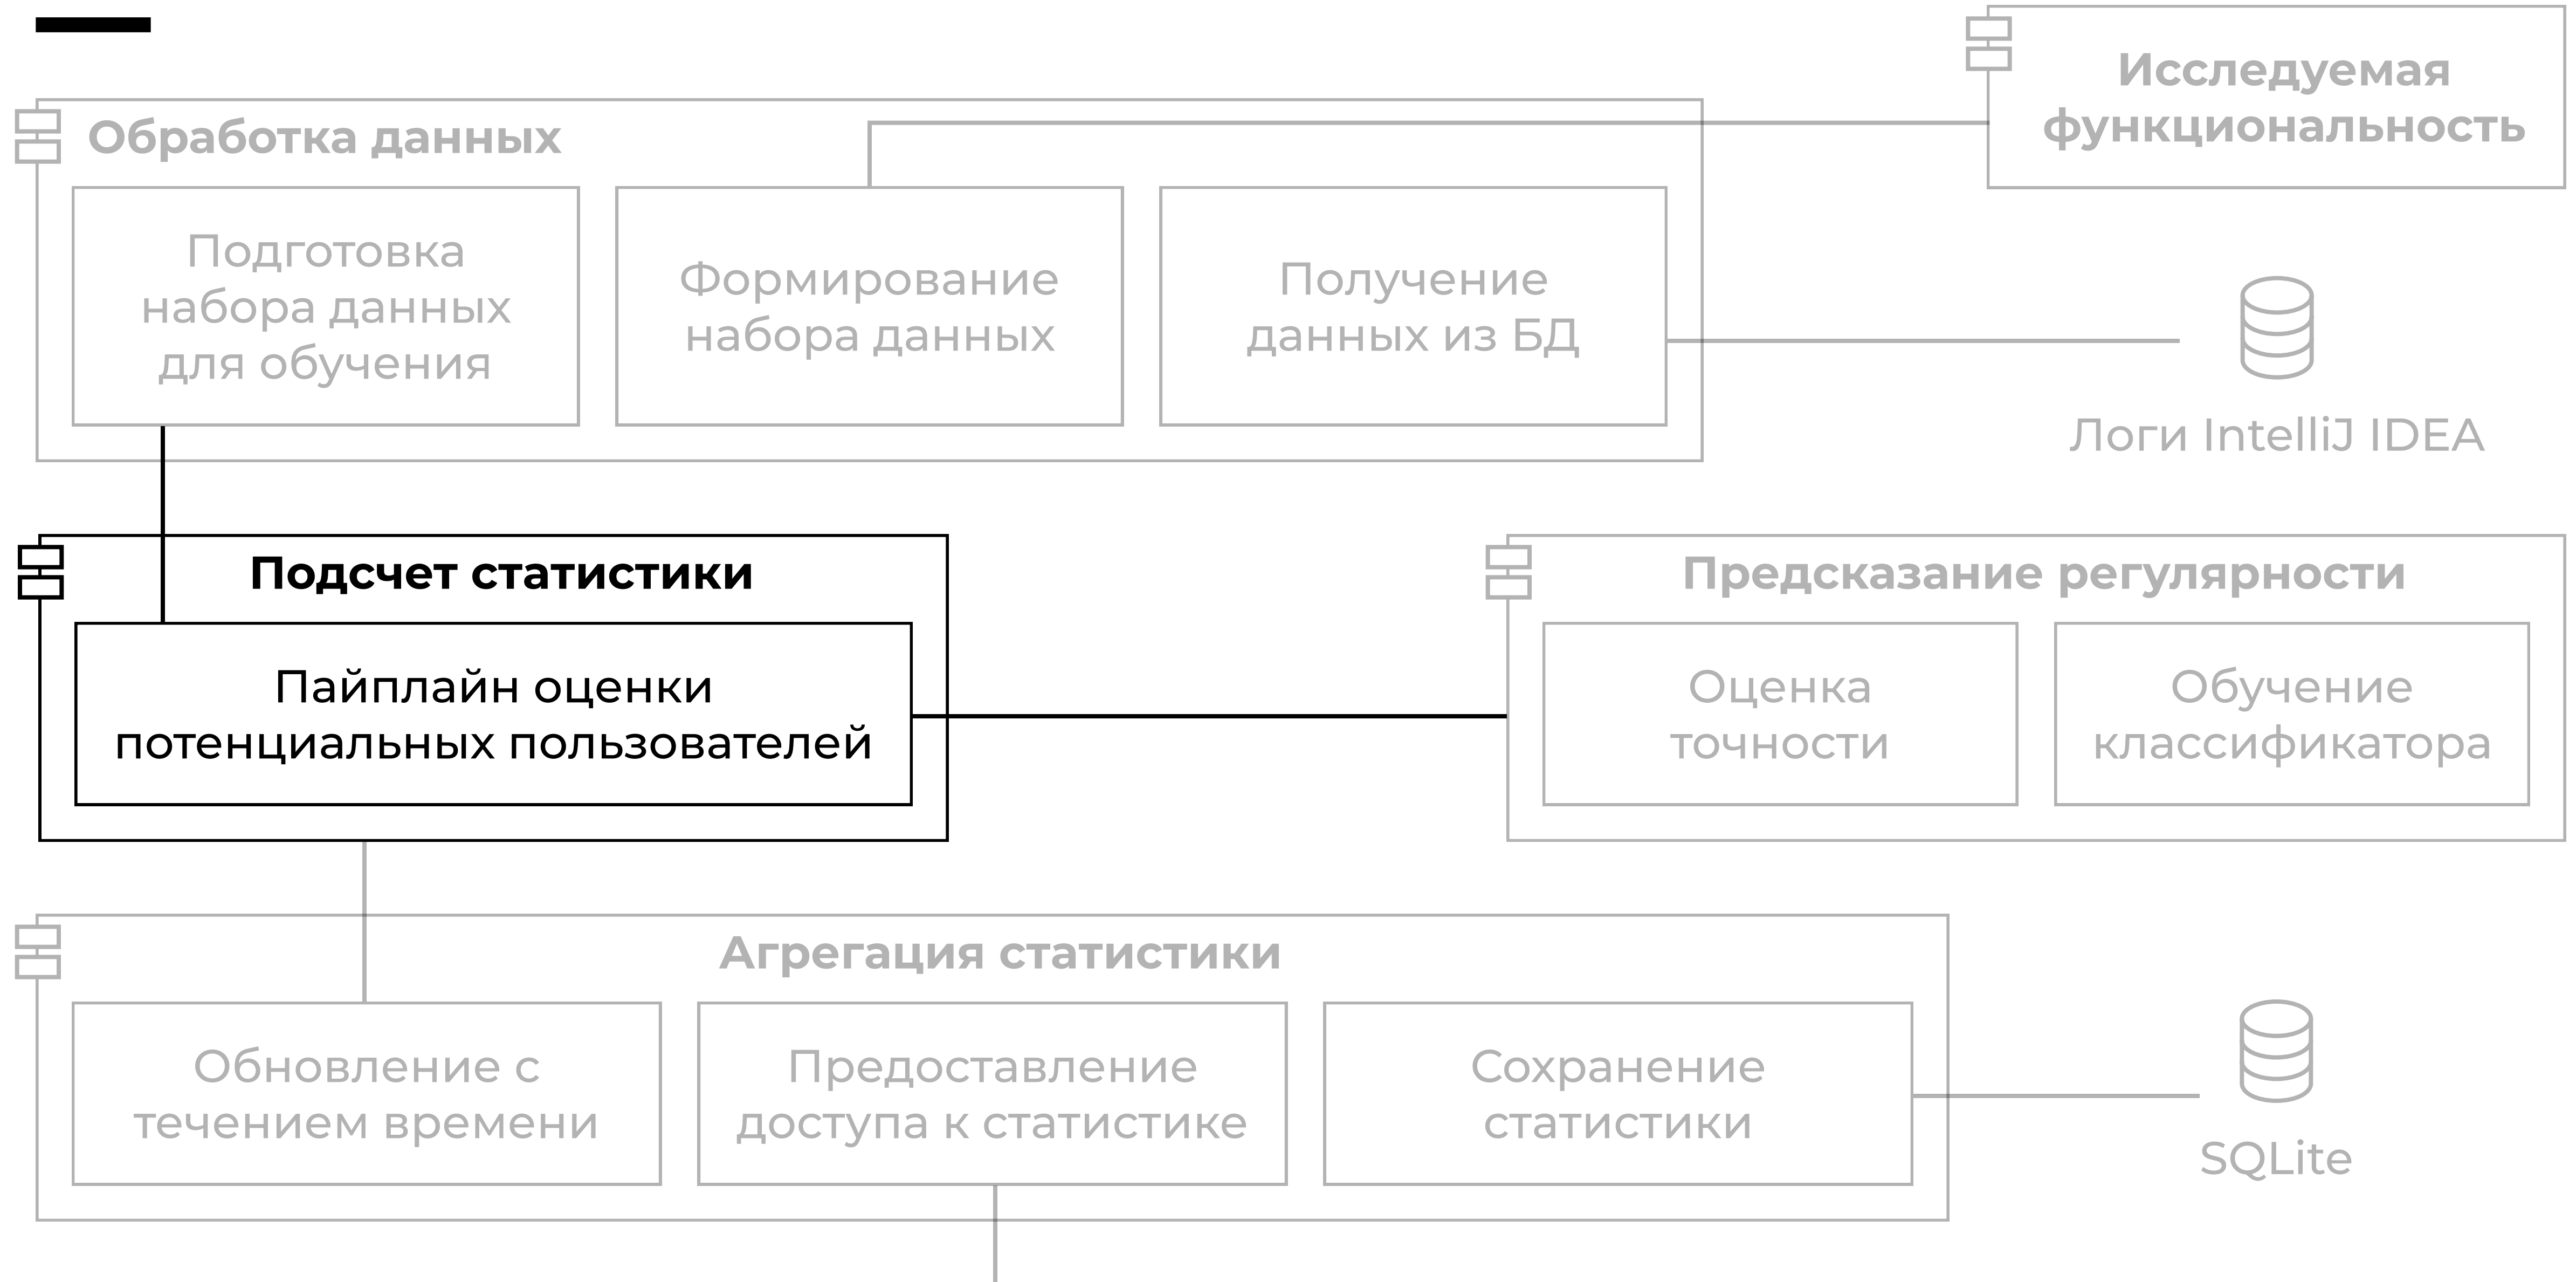 Исследуемая
функциональность
Обработка данных
Подготовка
набора данных
для обучения
Формирование
набора данных
Получение
данных из БД
Логи IntelliJ IDEA
Подсчет статистики
Пайплайн оценки
потенциальных пользователей
Предсказание регулярности
Оценка
точности
Обучение
классификатора
Агрегация статистики
Обновление с
течением времени
Предоставление
доступа к статистике
Сохранение
статистики
SQLite